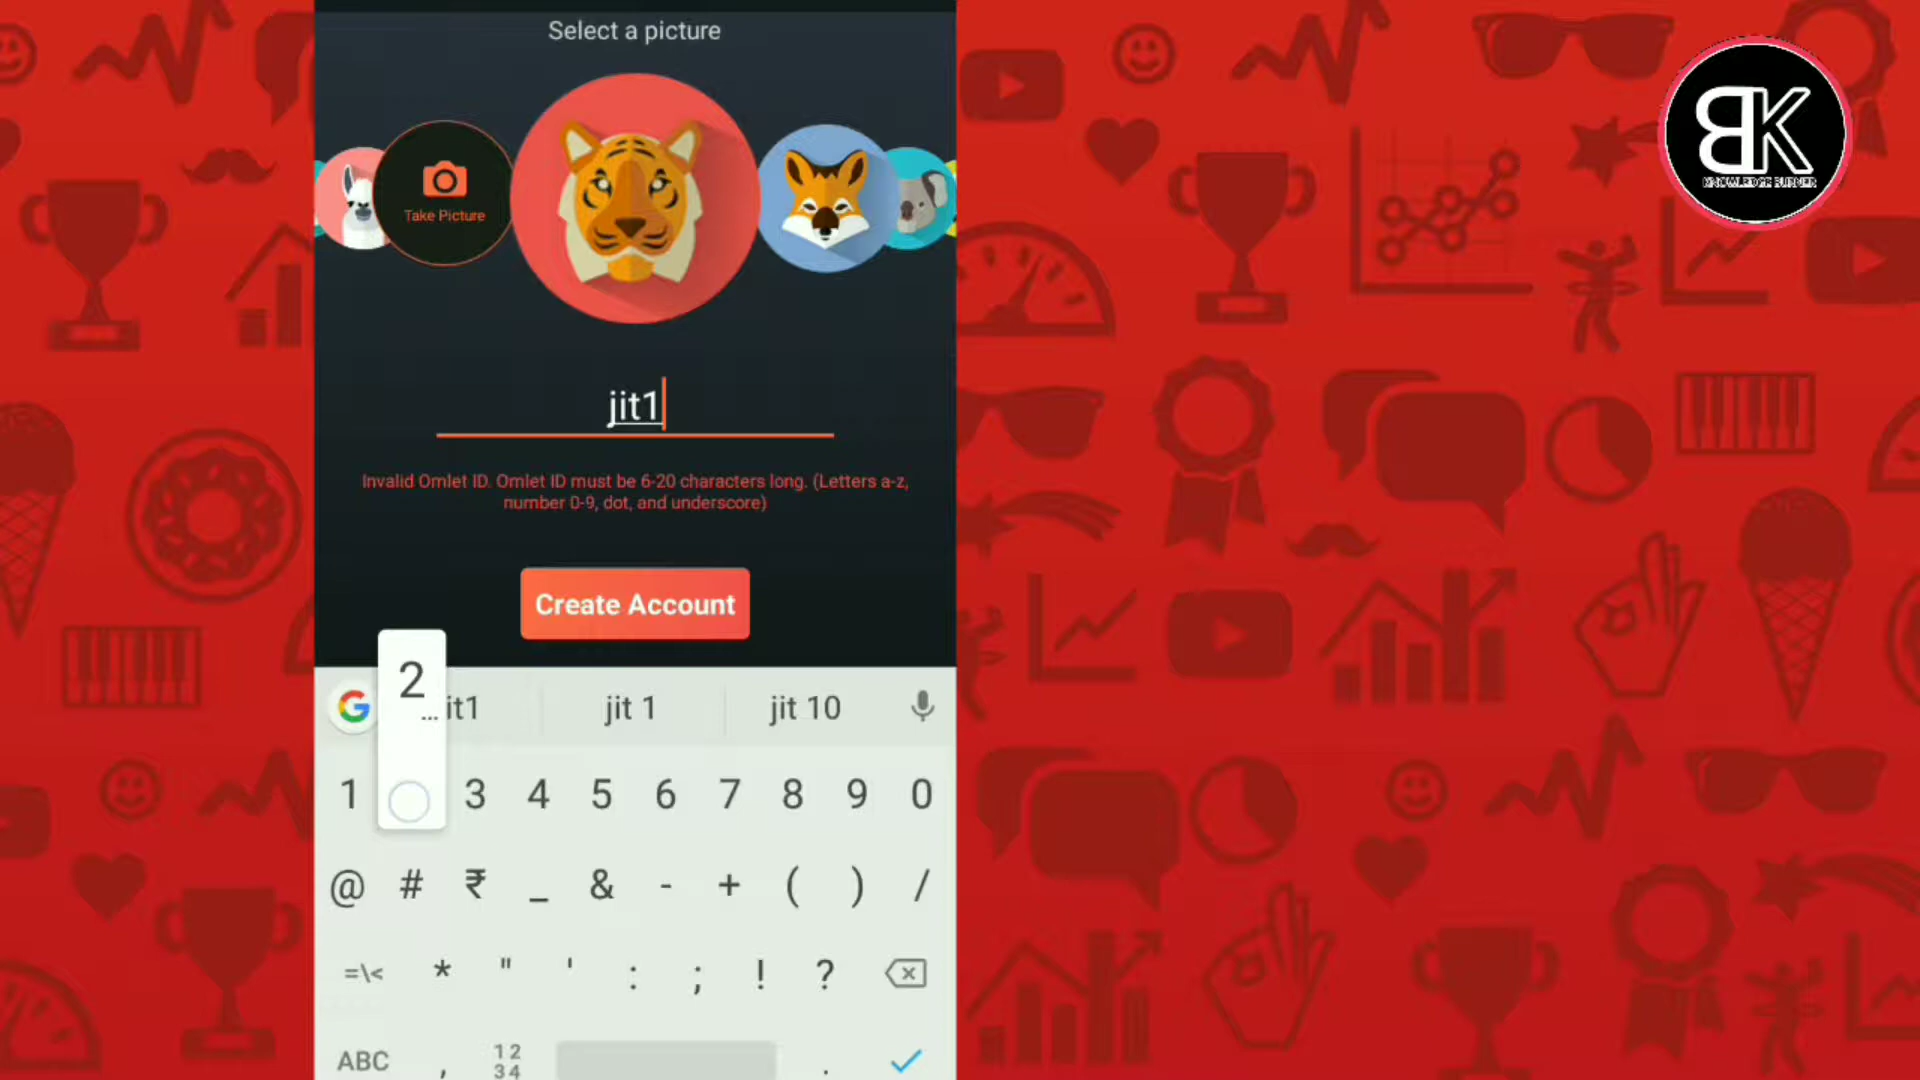 Select a picture
Take Picture
BK
KNOWLEDGE BURNER
jit1
Invalid Omlet ID. Omlet ID must be 6-20 characters long. (Letters a-z,
number 0-9, dot, and underscore)
Create Account
2
...
G it1 jit 1 jit 10
1 3 4 5 6 7 8 9 0
@ # ₹ _ & - + ( ) /
=\< * " ' : ; ! ?
ABC , 12 .
34